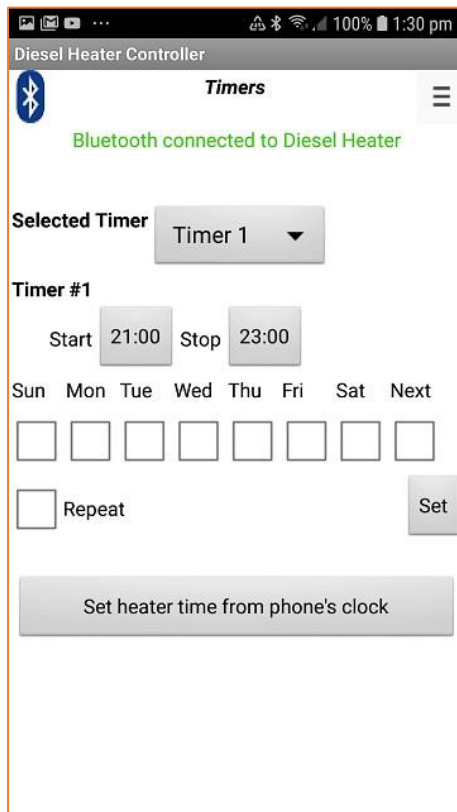 100% 1:30 pm
Diesel Heater Controller
Timers
Bluetooth connected to Diesel Heater
Selected Timer Timer 1
Timer #1
Start 21:00 Stop 23:00
Sun Mon Tue Wed Thu Fri Sat Next
Repeat Set
Set heater time from phone's clock